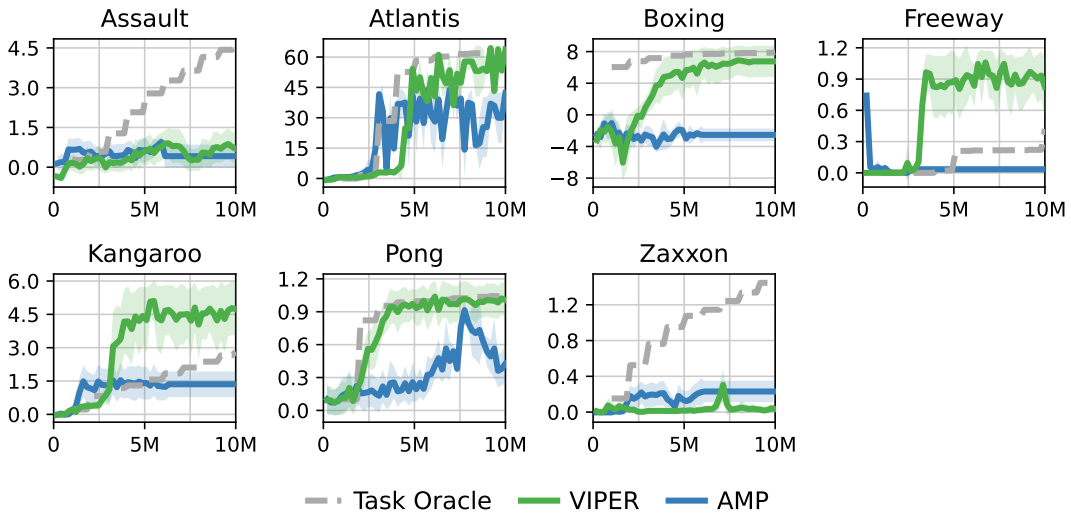 Assault
Atlantis
Boxing
Freeway
4.5
3.0
1.5
0.0
0
5M
10M
60
45
30
15
0
0
5M
10M
8
4
0
−4
−8
0
5M
10M
1.2
0.9
0.6
0.3
0.0
0
5M
10M
Kangaroo
Pong
Zaxxon
6.0
4.5
3.0
1.5
0.0
0
5M
10M
1.2
0.9
0.6
0.3
0.0
0
5M
10M
1.2
0.8
0.4
0.0
0
5M
10M
Task Oracle
VIPER
AMP